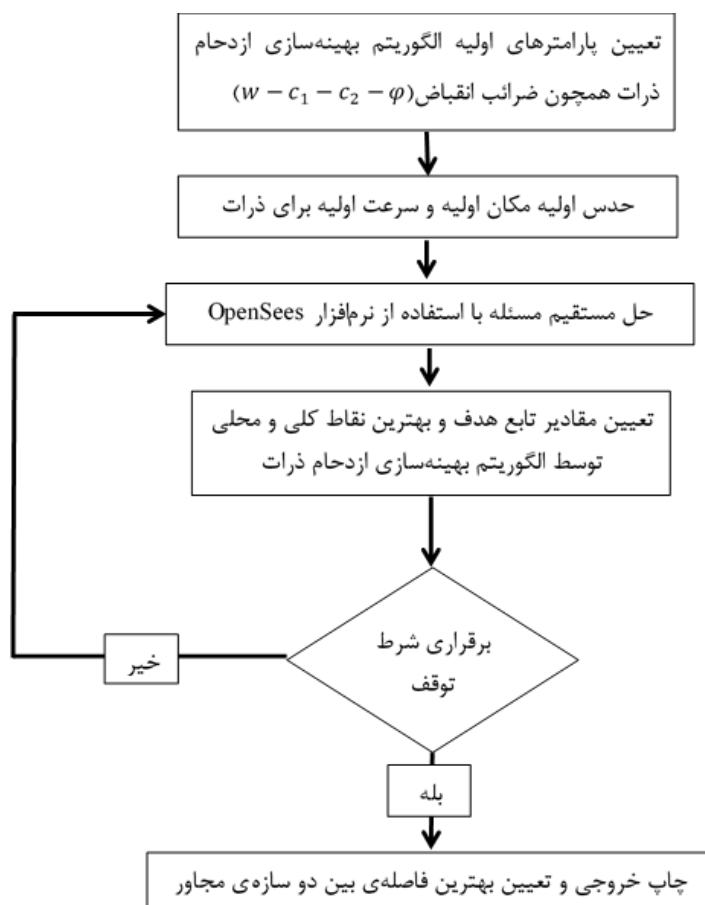 تعیین پارامترهای اولیه الگوریتم بهینه‌سازی ازدحام
ذرات همچون ضرائب انقباض(w − c₁ − c₂ − φ)
حدس اولیه مکان اولیه و سرعت اولیه برای ذرات
حل مستقیم مسئله با استفاده از نرم‌افزار OpenSees
تعیین مقادیر تابع هدف و بهترین نقاط کلی و محلی
توسط الگوریتم بهینه‌سازی ازدحام ذرات
برقراری شرط
توقف
خیر
بله
چاپ خروجی و تعیین بهترین فاصله‌ی بین دو سازه‌ی مجاور